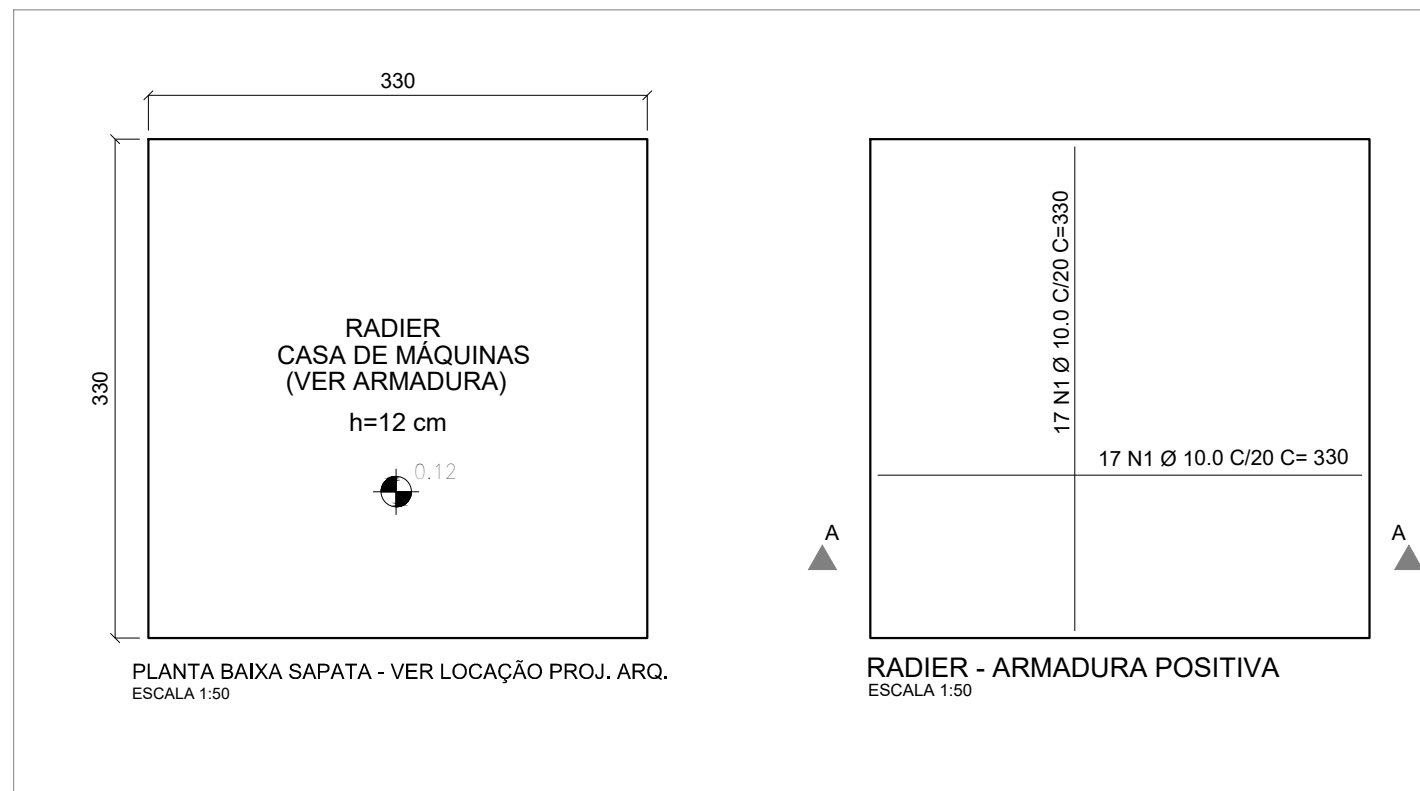 330
330
RADIER
CASA DE MÁQUINAS
(VER ARMADURA)
h=12 cm
0.12
PLANTA BAIXA SAPATA - VER LOCAÇÃO PROJ. ARQ.
ESCALA 1:50
17 N1 Ø 10.0 C/20 C=330
17 N1 Ø 10.0 C/20 C= 330
A
A
RADIER - ARMADURA POSITIVA
ESCALA 1:50